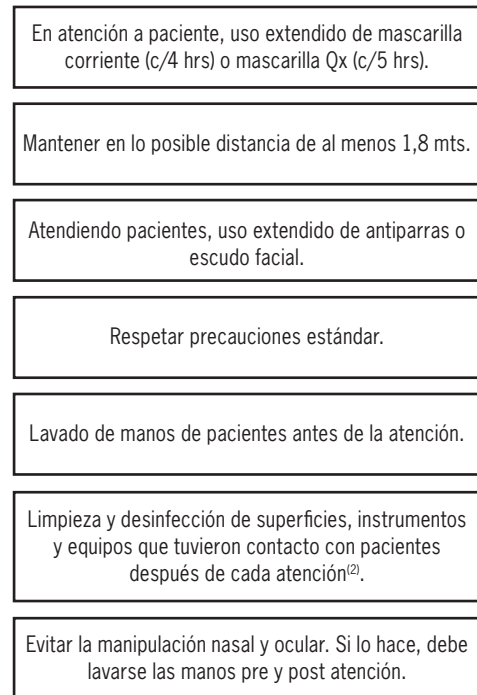 En atención a paciente, uso extendido de mascarilla
corriente (c/4 hrs) o mascarilla Qx (c/5 hrs).
Mantener en lo posible distancia de al menos 1,8 mts.
Atendiendo pacientes, uso extendido de antiparras o
escudo facial.
Respetar precauciones estándar.
Lavado de manos de pacientes antes de la atención.
Limpieza y desinfección de superficies, instrumentos
y equipos que tuvieron contacto con pacientes
después de cada atención(2).
Evitar la manipulación nasal y ocular. Si lo hace, debe
lavarse las manos pre y post atención.